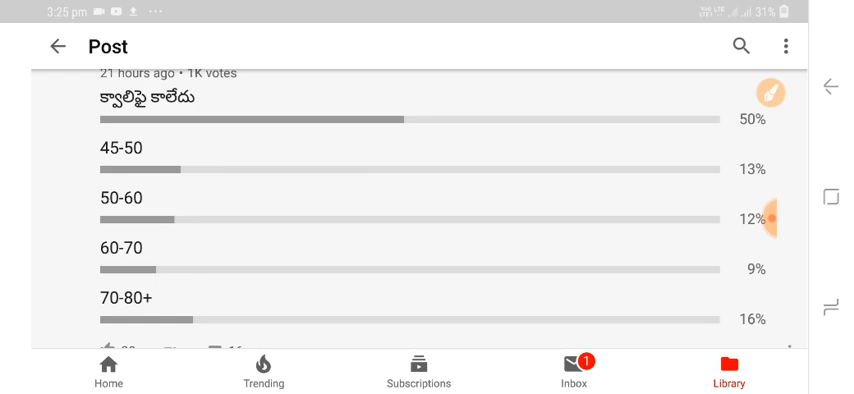 3:25 pm
31%
Post
21 hours ago • 1K votes
క్వాలిఫై కాలేదు
50%
45-50
13%
50-60
12%
60-70
9%
70-80+
16%
1
Home
Trending
Subscriptions
Inbox
Library